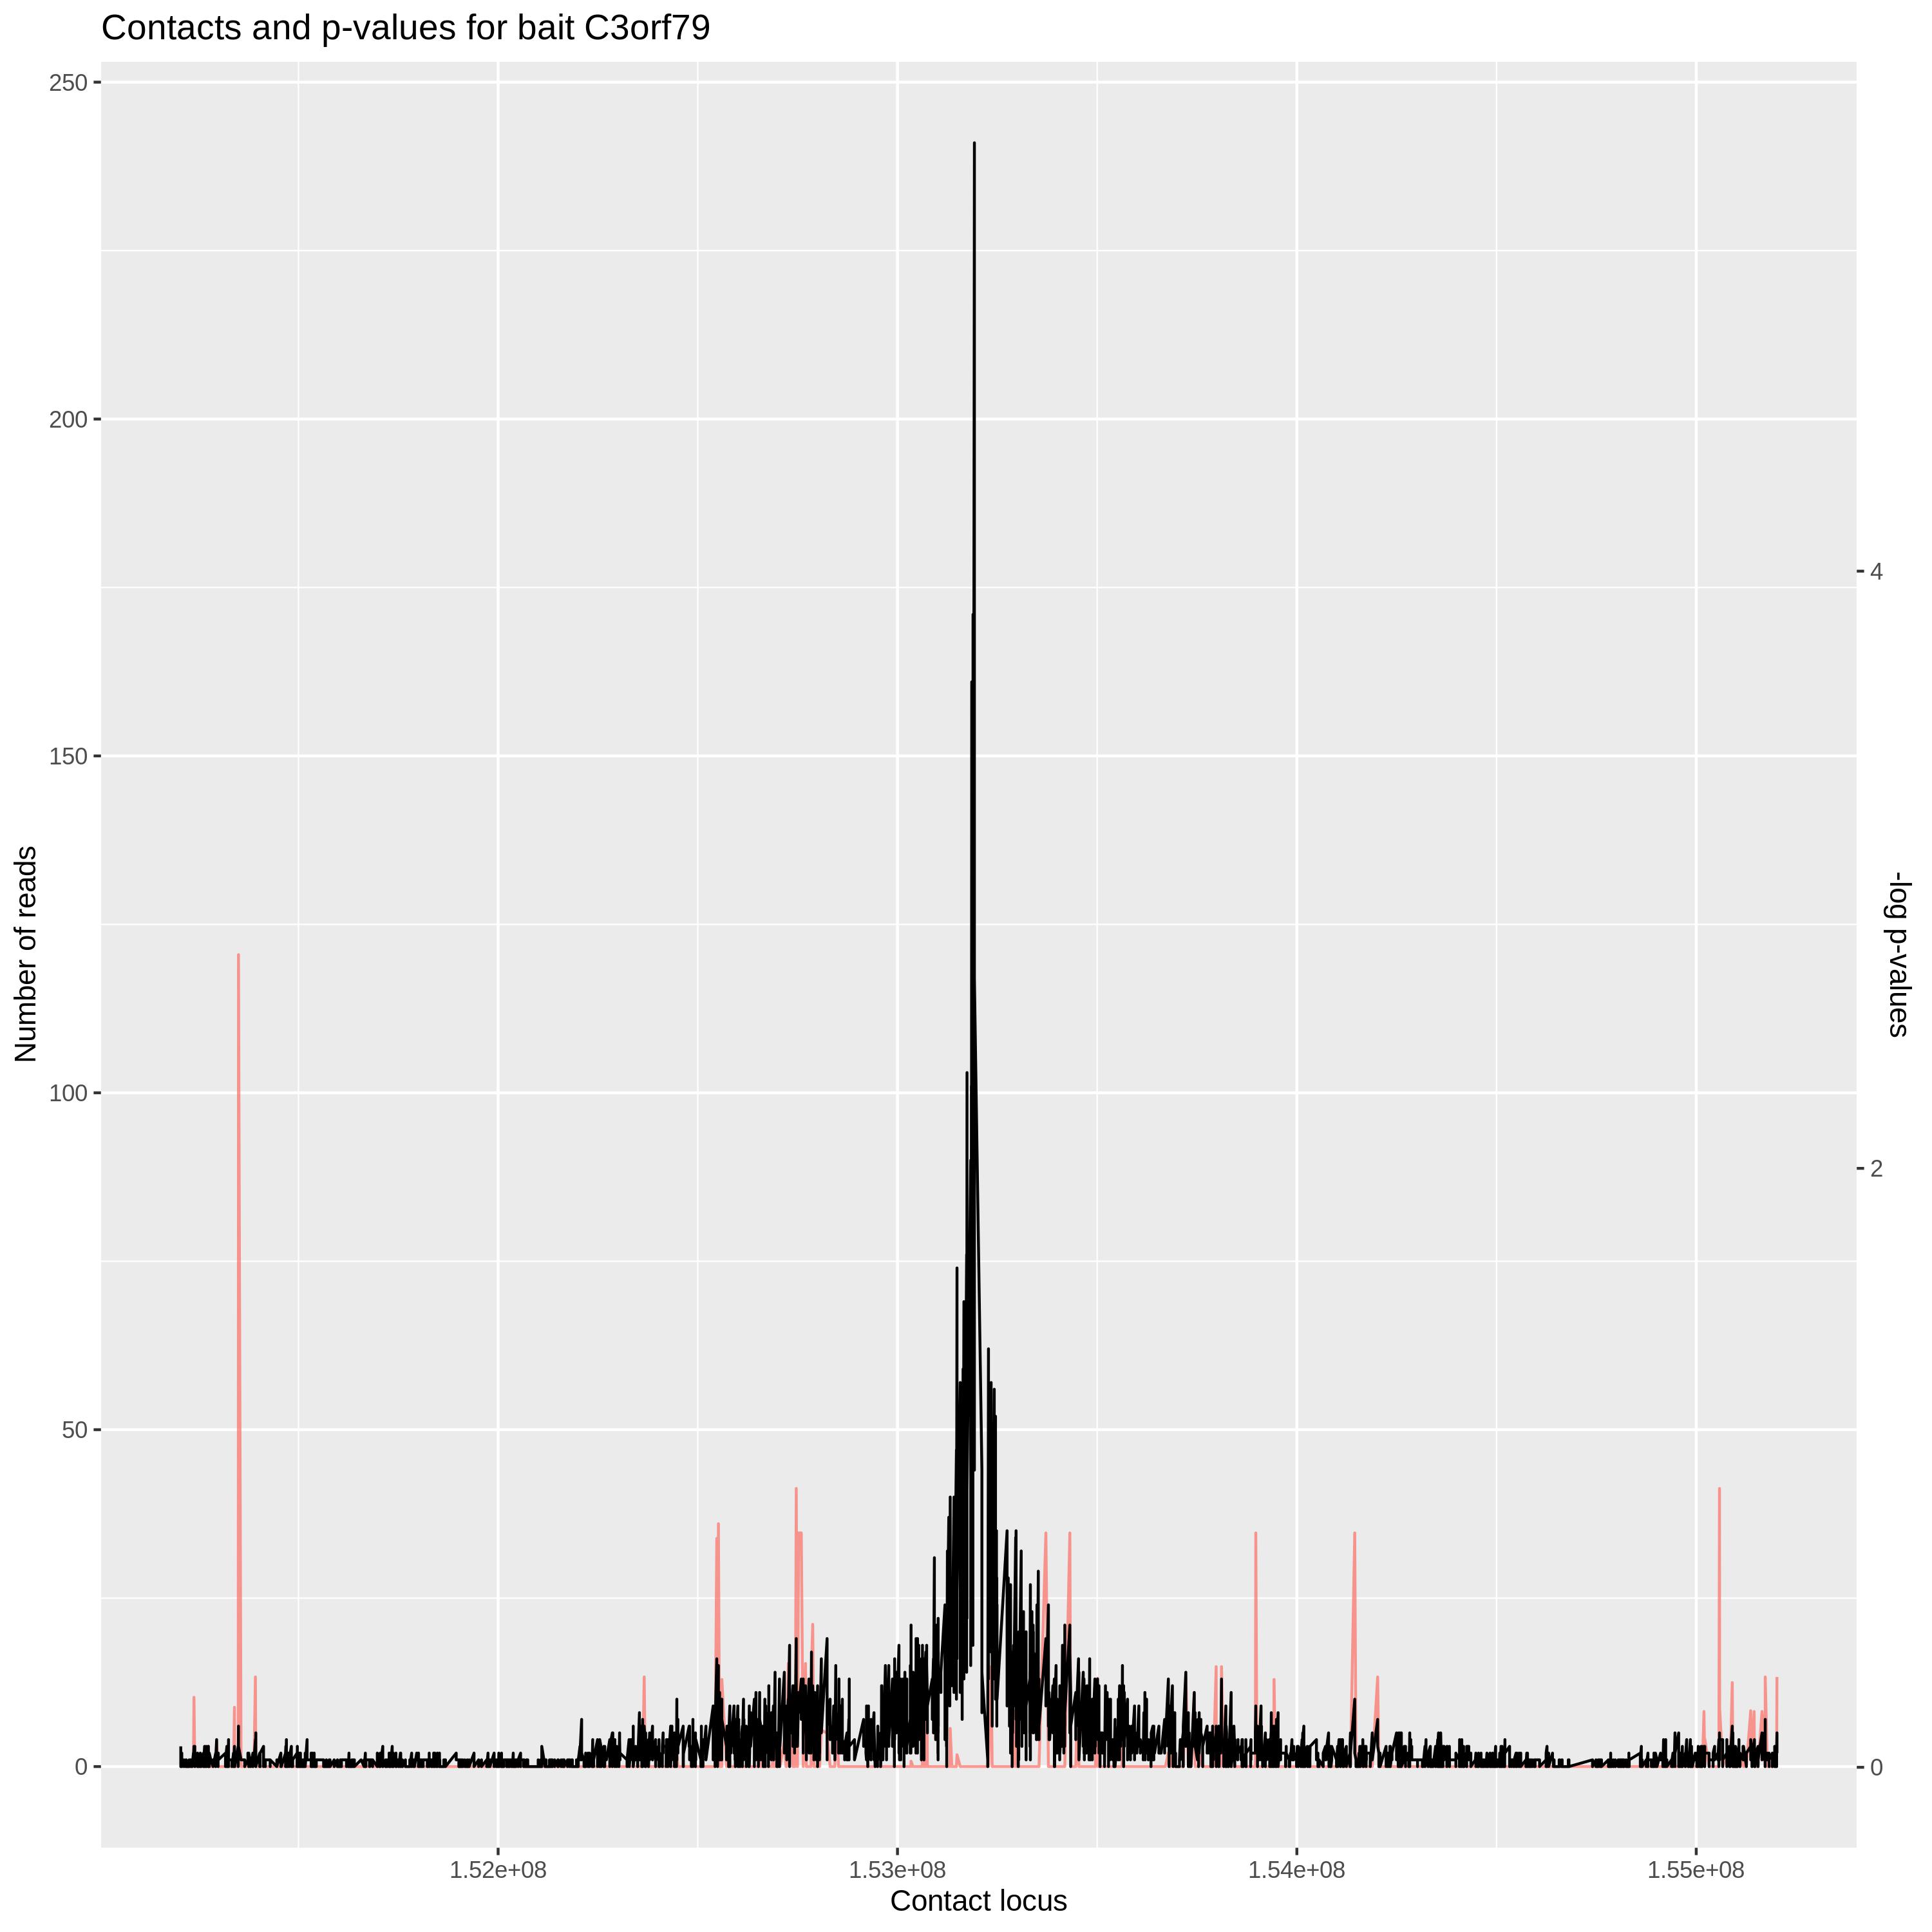 Contacts and p-values for bait C3orf79
250
200
150
100
50
0
Number of reads
4
2
0
-log p-values
1.52e+08
1.53e+08
1.54e+08
1.55e+08
Contact locus